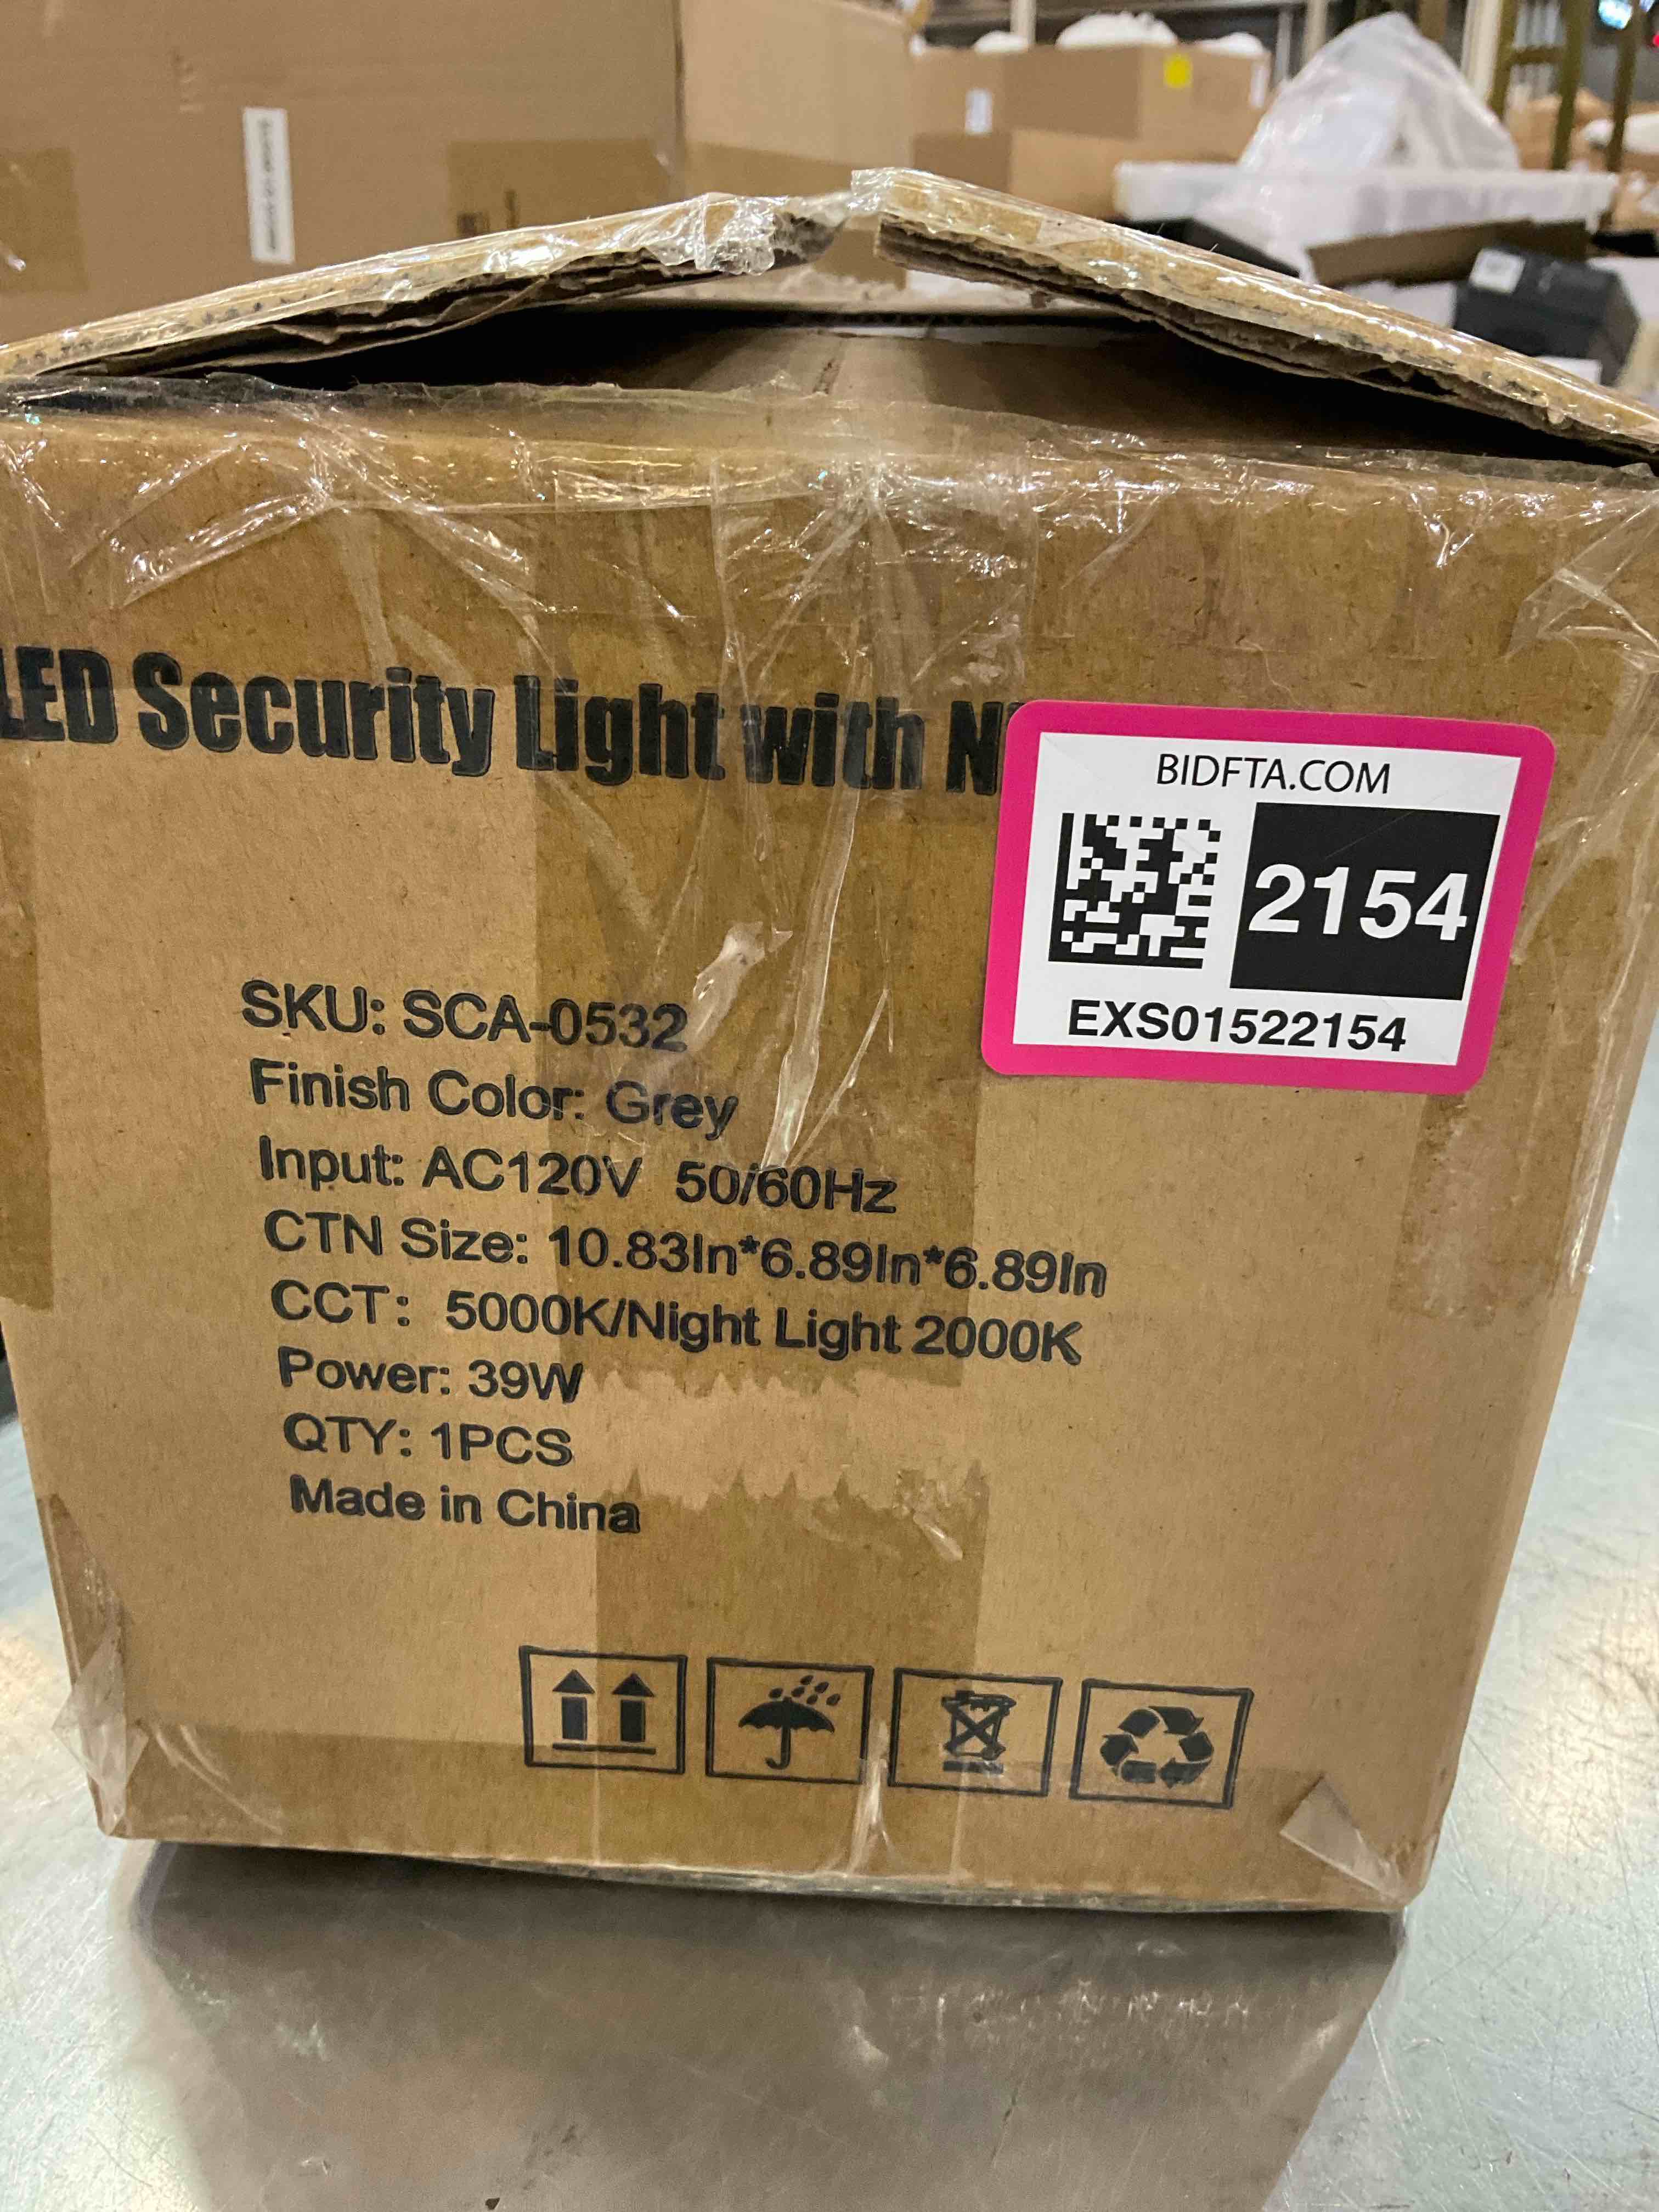 LED Security Light with N
BIDFTA.COM
2154
EXS01522154
SKU: SCA-0532
Finish Color: Grey
Input: AC120V 50/60Hz
CTN Size: 10.83In*6.89In*6.89In
CCT: 5000K/Night Light 2000K
Power: 39W
QTY: 1PCS
Made in China